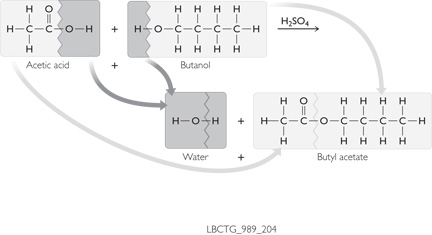 H O H H H H
H — C — C — O — H + H — O — C — C — C — C — H H₂SO₄
H H H H H
Acetic acid + Butanol
H O H H H H
H — O — H + H — C — C — O — C — C — C — C — H
H H H H H
Water + Butyl acetate
LBCTG_989_204